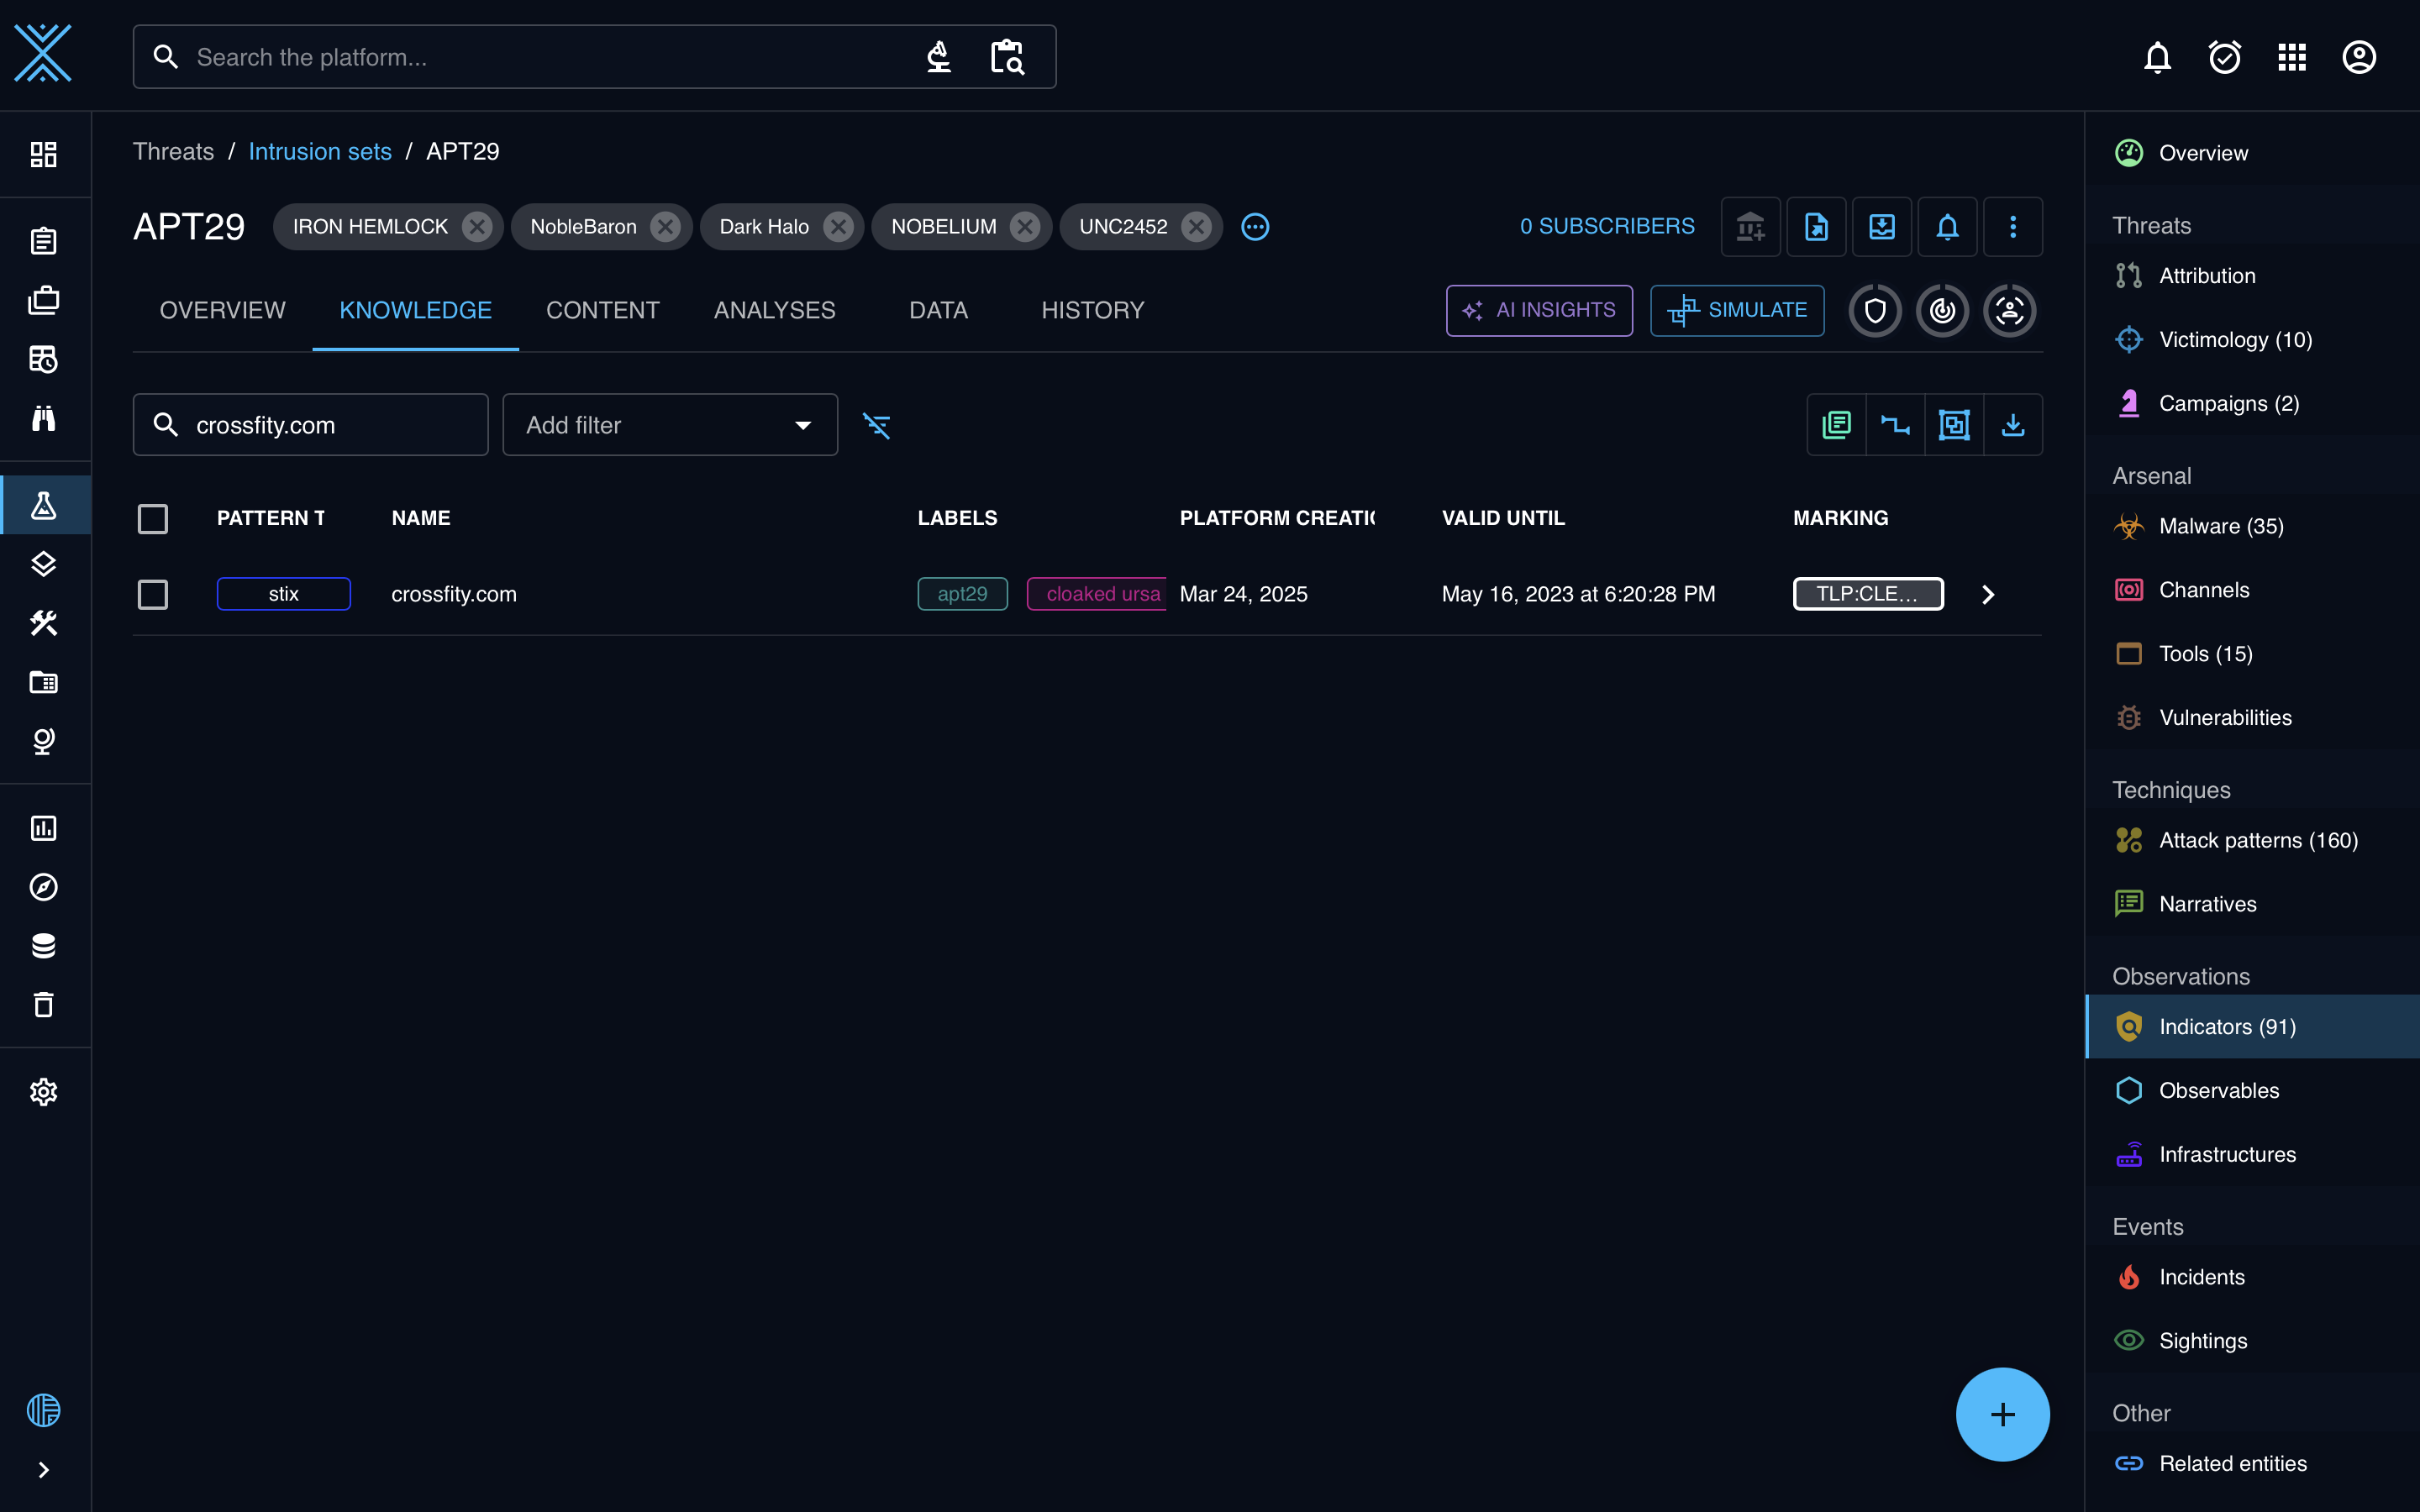 Search the platform...
Threats / Intrusion sets / APT29
APT29 IRON HEMLOCK NobleBaron Dark Halo NOBELIUM UNC2452 0 SUBSCRIBERS
OVERVIEW KNOWLEDGE CONTENT ANALYSES DATA HISTORY AI INSIGHTS SIMULATE
crossfity.com Add filter
PATTERN T NAME LABELS PLATFORM CREATIO VALID UNTIL MARKING
stix crossfity.com apt29 cloaked ursa Mar 24, 2025 May 16, 2023 at 6:20:28 PM TLP:CLE...
Overview
Threats
Attribution
Victimology (10)
Campaigns (2)
Arsenal
Malware (35)
Channels
Tools (15)
Vulnerabilities
Techniques
Attack patterns (160)
Narratives
Observations
Indicators (91)
Observables
Infrastructures
Events
Incidents
Sightings
Other
Related entities